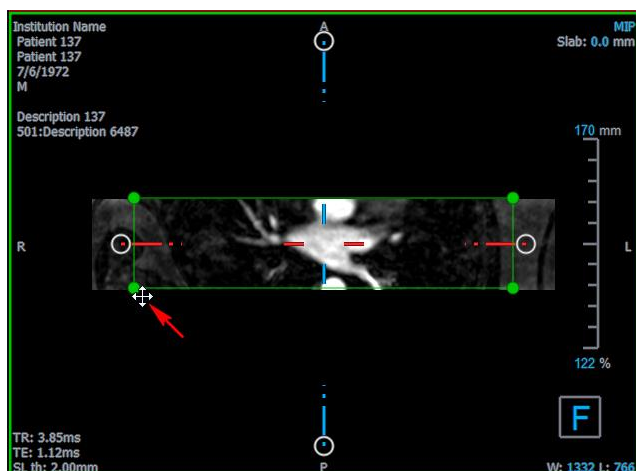 Institution Name
Patient 137
Patient 137
7/6/1972
M
Description 137
501:Description 6487
A
MIP
Slab: 0.0 mm
170 mm
R
L
122 %
F
TR: 3.85ms
TE: 1.12ms
SL th: 2.00mm
P
W: 1332 L: 766